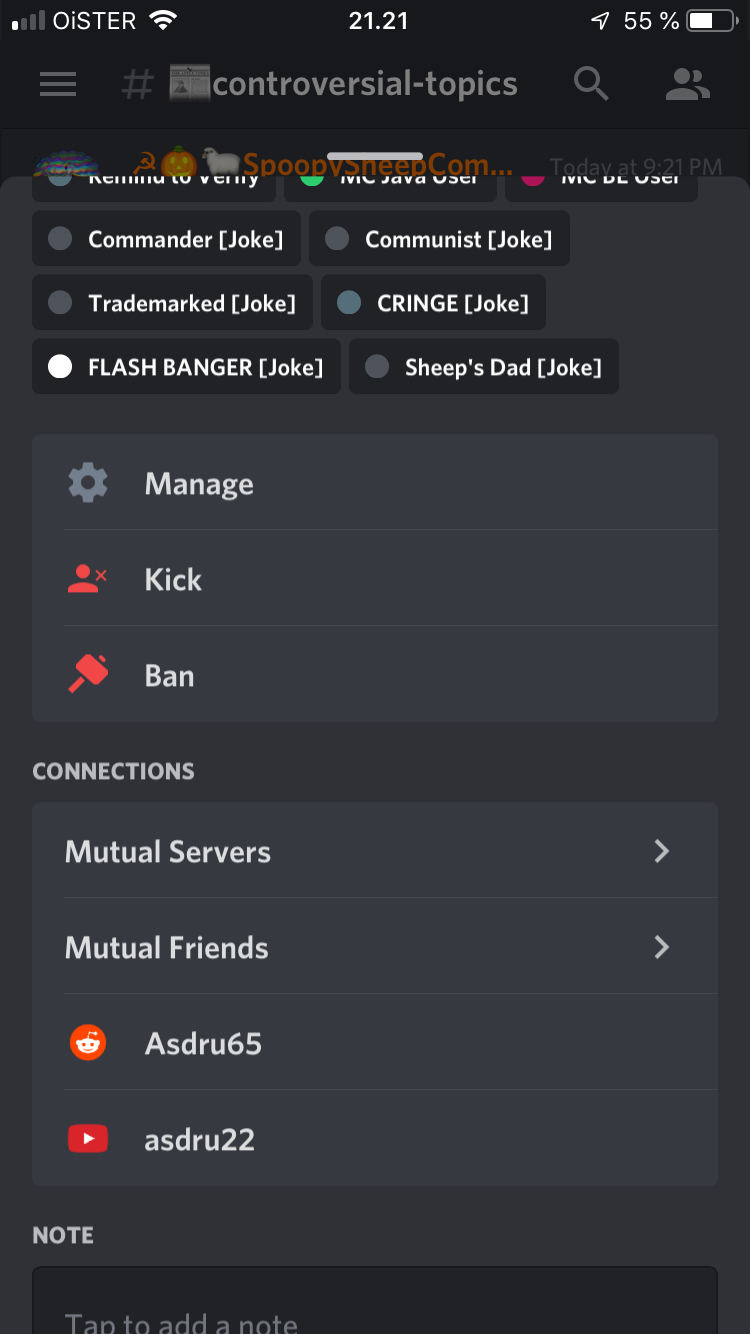 OiSTER 21.21 55 %
# controversial-topics
SpoopySheepCom... Today at 9:21 PM
Remind to Verify MC Java User MC BE User
Commander [Joke] Communist [Joke]
Trademarked [Joke] CRINGE [Joke]
FLASH BANGER [Joke] Sheep's Dad [Joke]
Manage
Kick
Ban
CONNECTIONS
Mutual Servers
Mutual Friends
Asdru65
asdru22
NOTE
Tap to add a note